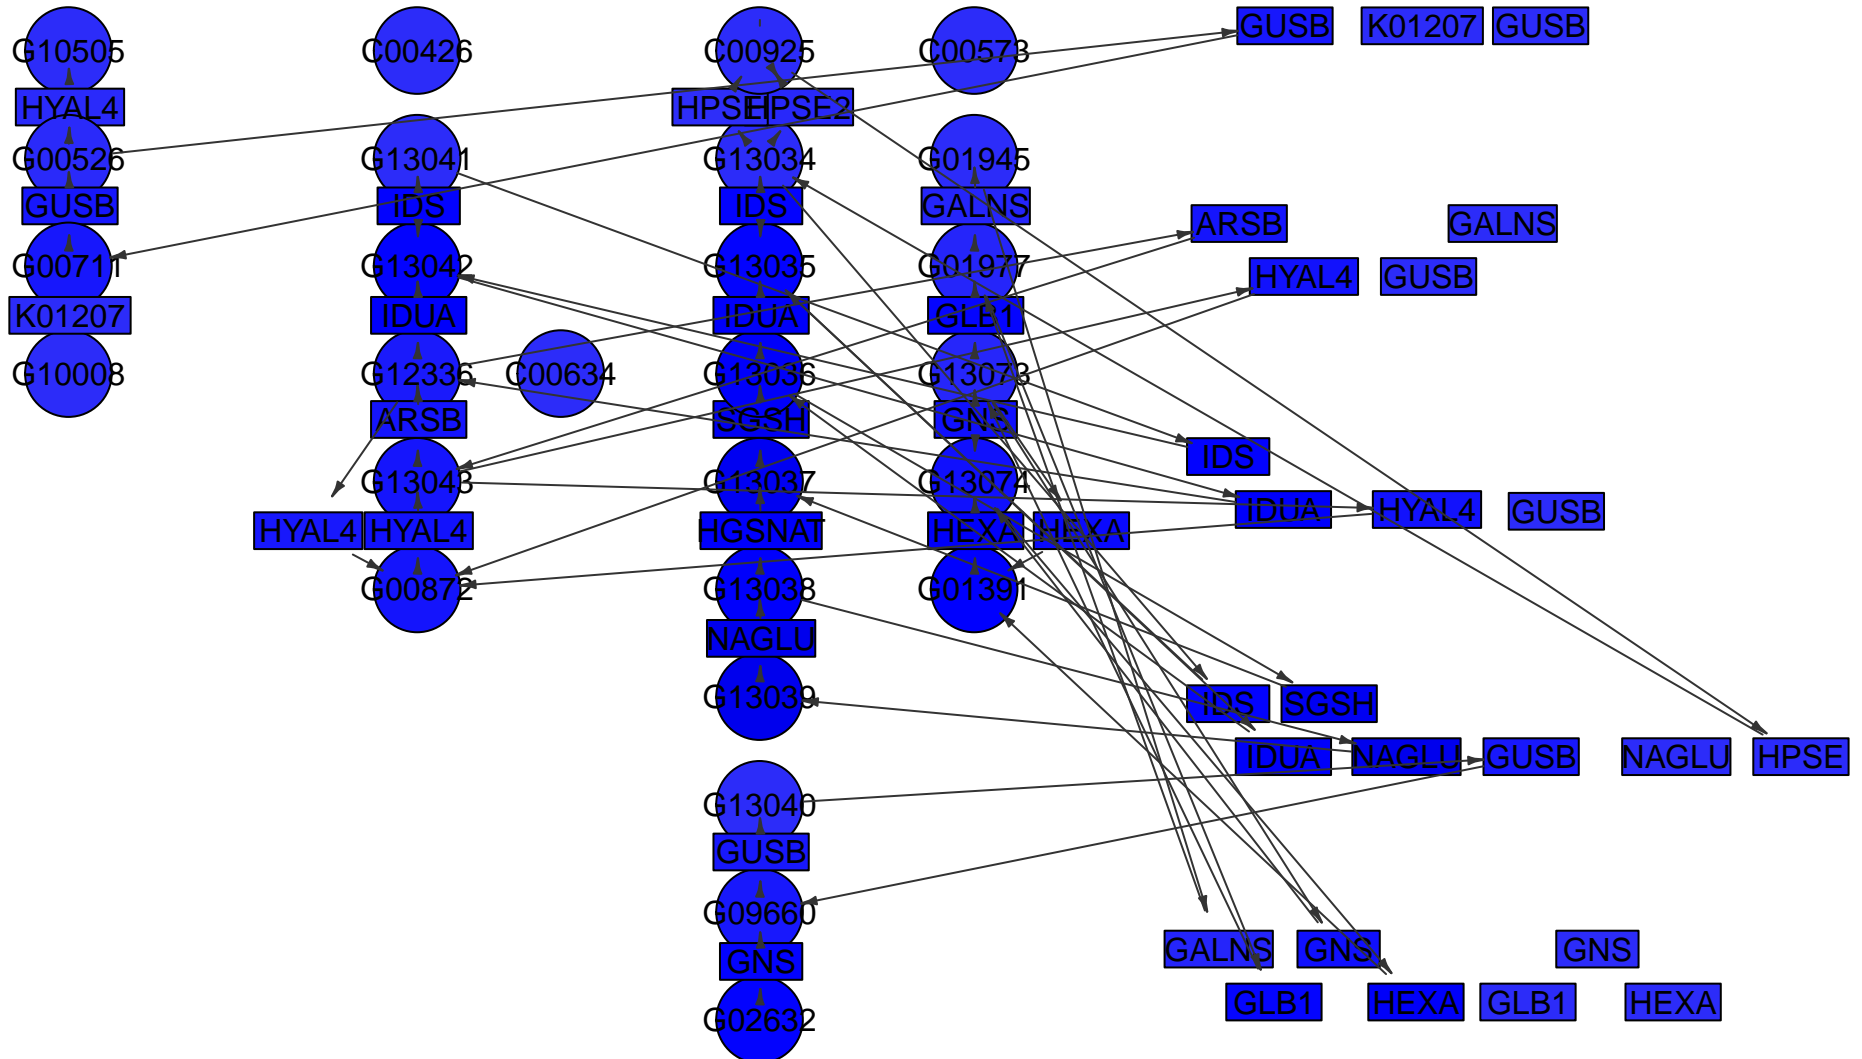 G10505 C00426 C00925 C00573 GUSB K01207 GUSB
HYAL4 HPSE HPSE2
G00526 G13041 G13034 G01945
GUSB IDS IDS GALNS ARSB GALNS
G00711 G13042 G13035 G01977 HYAL4 GUSB
K01207 IDUA IDUA GLB1
G10008 G12336 C00634 G13036 G13073
ARSB SGSH GNS IDS
G13043 G13037 G13074 IDUA HYAL4 GUSB
HYAL4 HYAL4 HGSNAT HEXA HEXA
G00872 G13038 G01391
NAGLU
G13039 IDS SGSH
IDUA NAGLU GUSB NAGLU HPSE
G13040
GUSB
G09660
GNS GALNS GNS GNS
G02632 GLB1 HEXA GLB1 HEXA